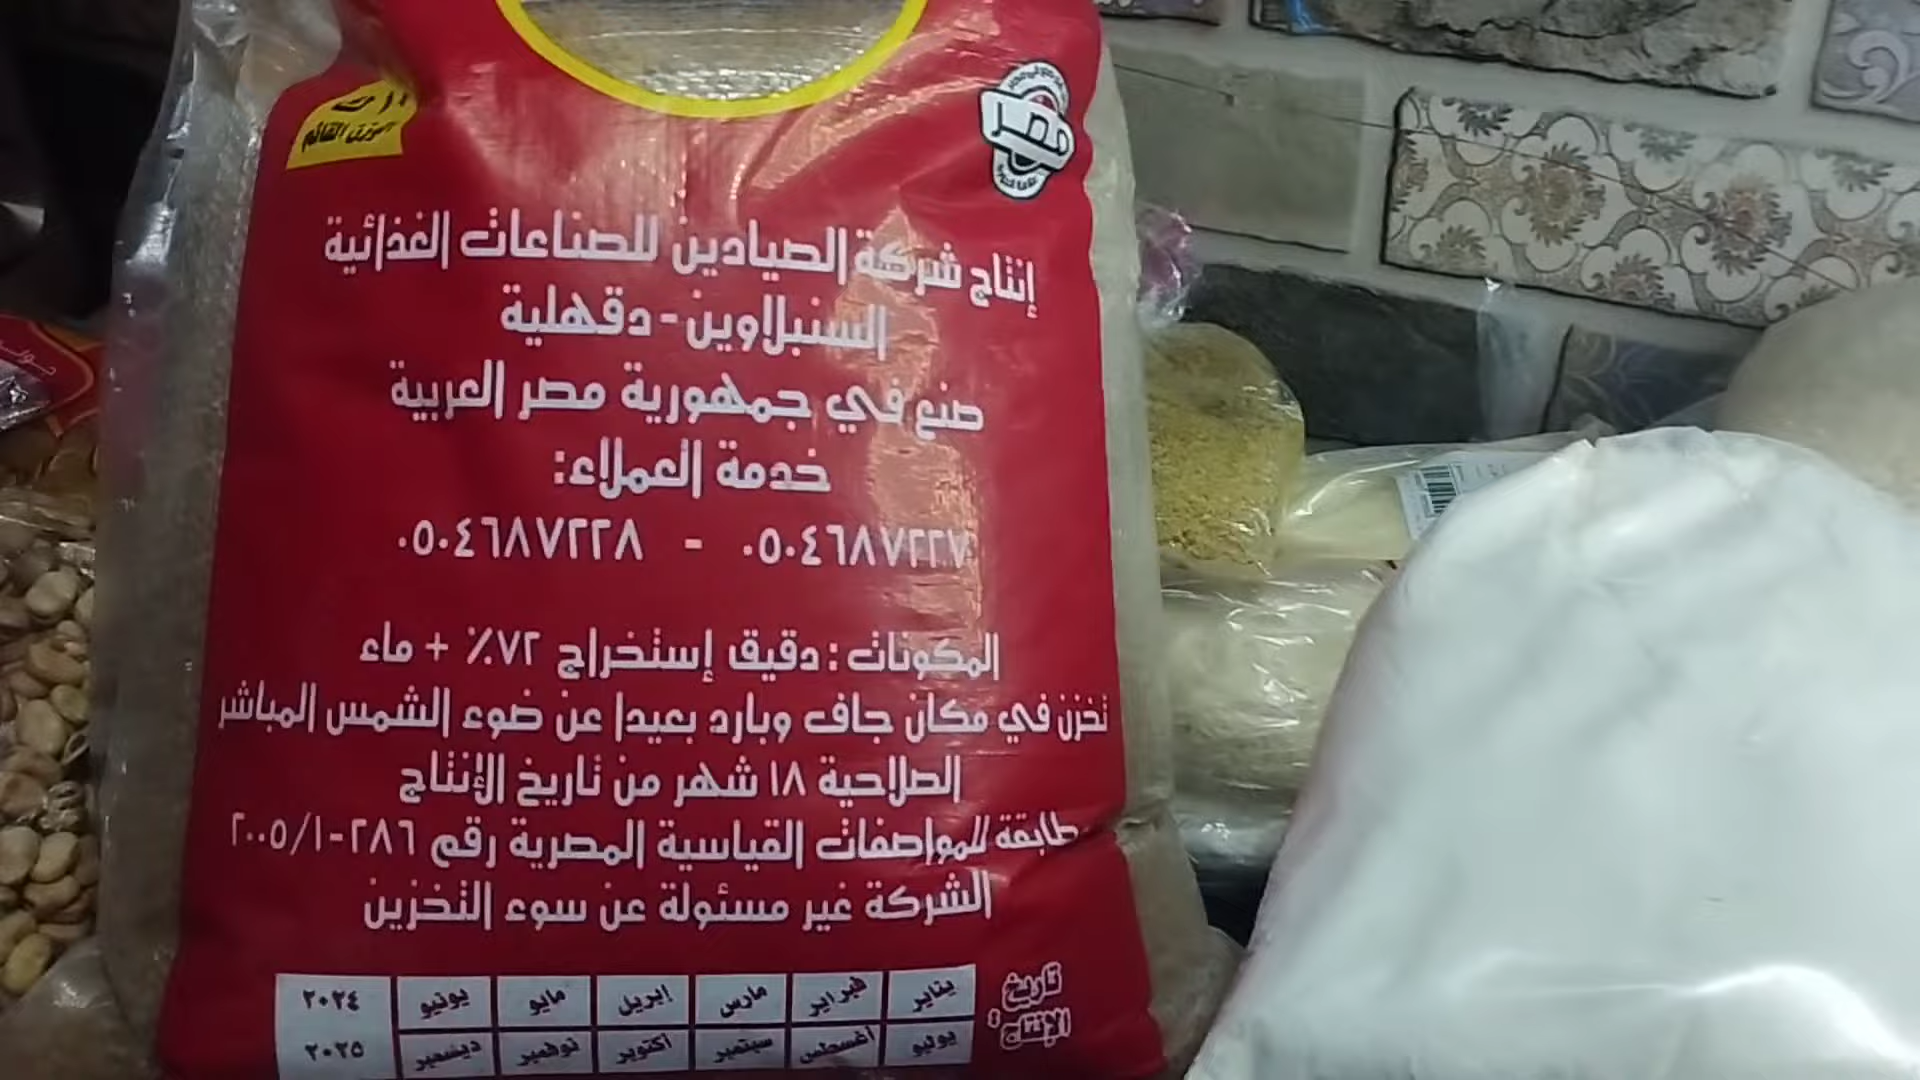 القائم
مصر
إنتاج شركة الصيادين للصناعات الغذائية
السنبلاوين - دقهلية
صنع في جمهورية مصر العربية
خدمة العملاء:
٠٥٠٤٦٨٧٢٢٧ - ٠٥٠٤٦٨٧٢٢٨
المكونات : دقيق إستخراج ٧٢٪ + ماء
تخزن في مكان جاف وبارد بعيدا عن ضوء الشمس المباشر
الصلاحية ١٨ شهر من تاريخ الإنتاج
طابقة للمواصفات القياسية المصرية رقم ٢٨٦-٢٠٠٥/١
الشركة غير مسئولة عن سوء التخزين
تاريخ الإنتاج
يناير فبراير مارس إبريل مايو يونيو ٢٠٢٤
يوليو أغسطس سبتمبر أكتوبر نوفمبر ديسمبر ٢٠٢٥